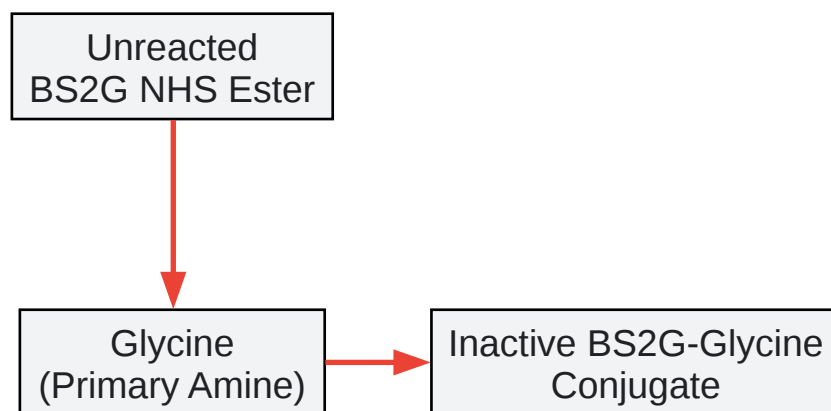 Unreacted
BS2G NHS Ester
Glycine
(Primary Amine)
Inactive BS2G-Glycine
Conjugate